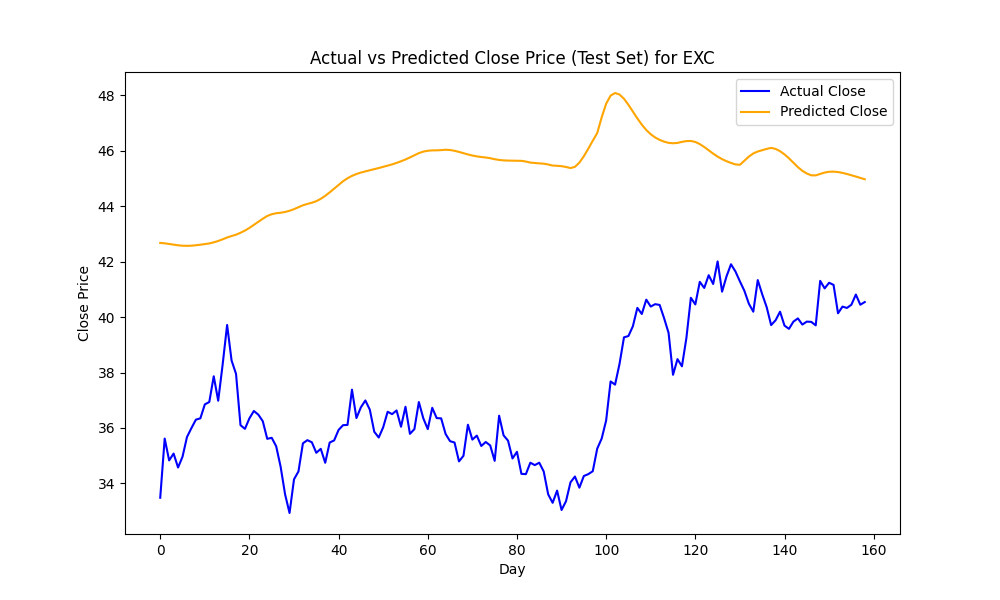 Actual vs Predicted Close Price (Test Set) for EXC
Actual Close
Predicted Close
Close Price
48
46
44
42
40
38
36
34
0 20 40 60 80 100 120 140 160
Day